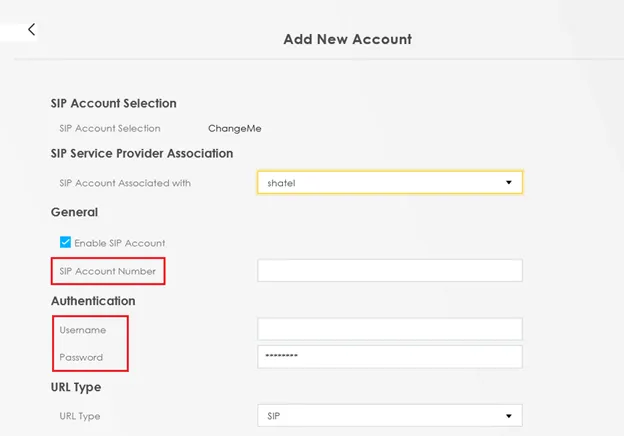 Add New Account
SIP Account Selection
SIP Account Selection ChangeMe
SIP Service Provider Association
SIP Account Associated with shatel
General
Enable SIP Account
SIP Account Number
Authentication
Username
Password ********
URL Type
URL Type SIP